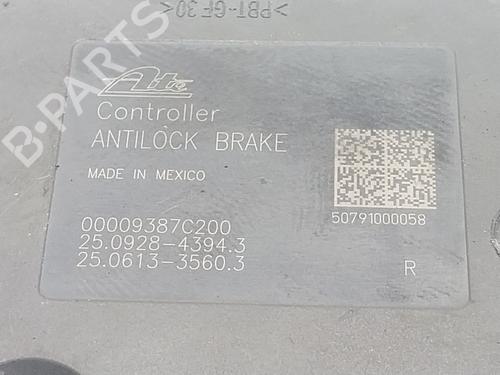 >PBT-GF30<
Ate
Controller
ANTILOCK BRAKE
MADE IN MEXICO
50791000058
00009387C200
25.0928-4394.3
25.0613-3560.3
R
B-PARTS